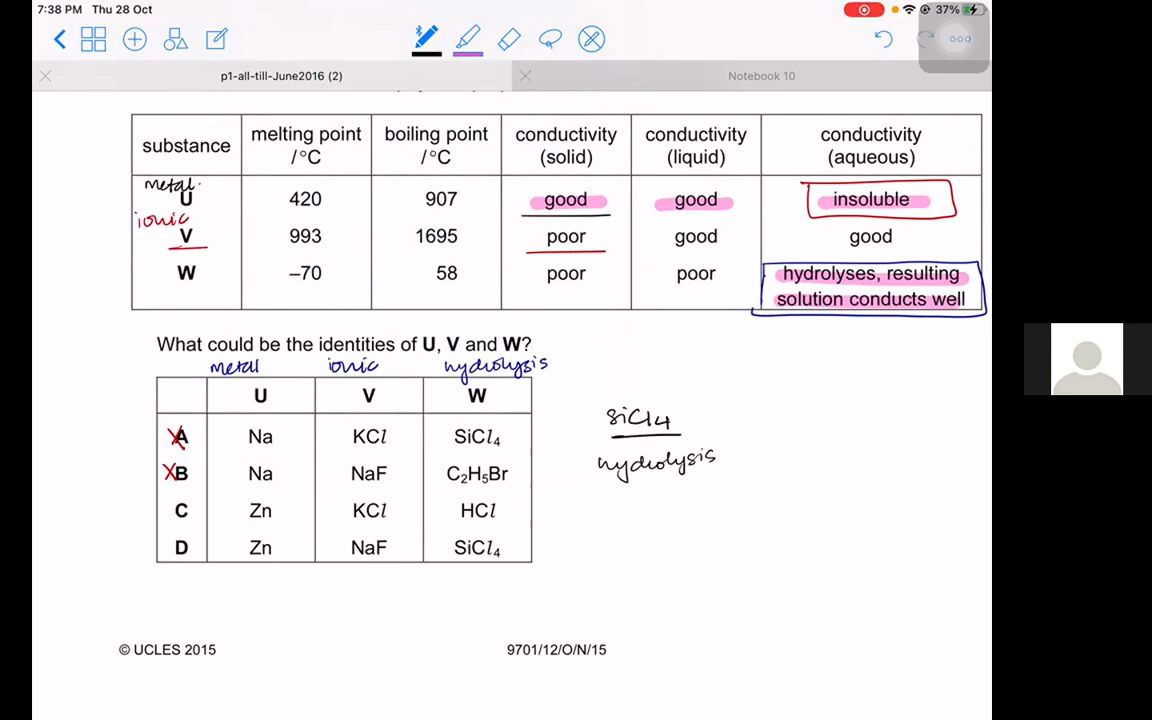 7:38 PM Thu 28 Oct
37%
p1-all-till-June2016 (2)
Notebook 10
substance melting point /°C boiling point /°C conductivity (solid) conductivity (liquid) conductivity (aqueous)
metal
U 420 907 good good insoluble
ionic
V 993 1695 poor good good
W –70 58 poor poor hydrolyses, resulting solution conducts well
What could be the identities of U, V and W?
metal ionic hydrolysis
U V W
A Na KCl SiCl₄
B Na NaF C₂H₅Br
C Zn KCl HCl
D Zn NaF SiCl₄
SiCl₄
hydrolysis
© UCLES 2015 9701/12/O/N/15